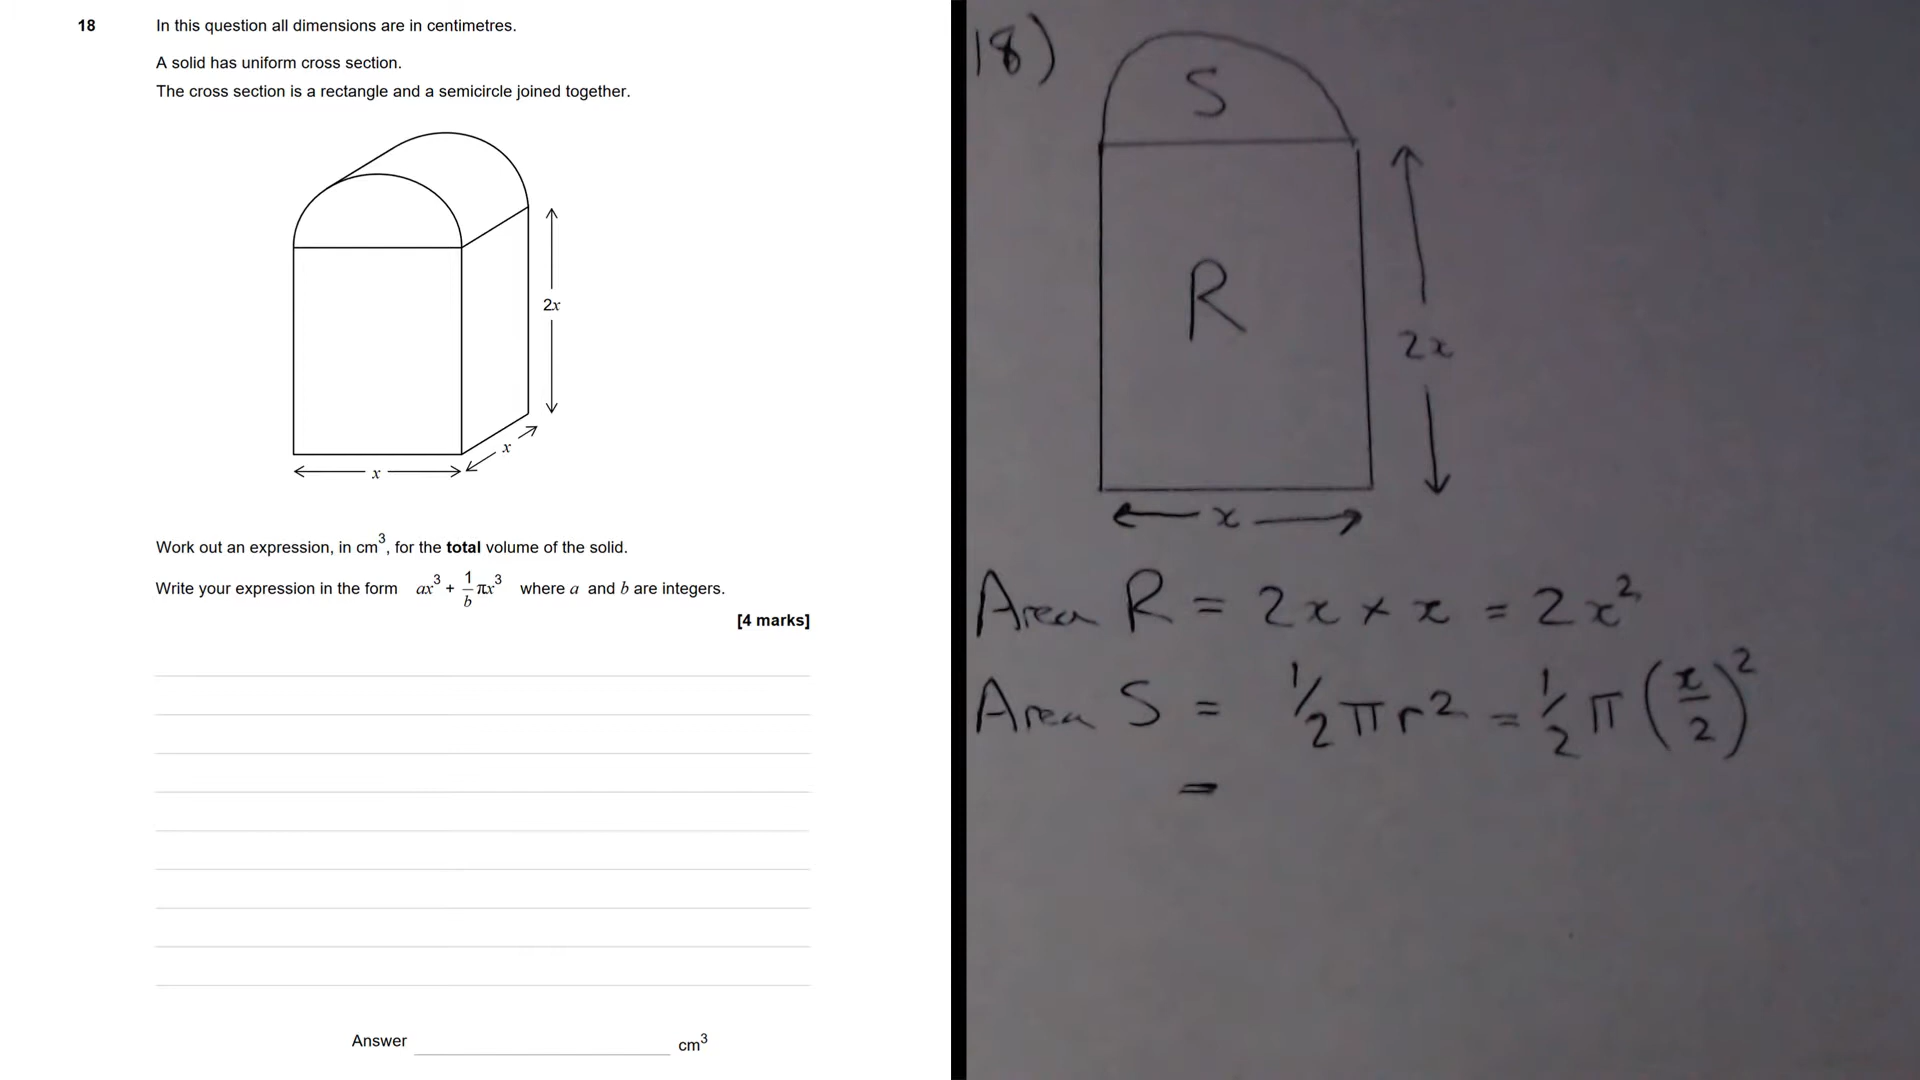 18 In this question all dimensions are in centimetres.
A solid has uniform cross section.
The cross section is a rectangle and a semicircle joined together.
2x
x
x
Work out an expression, in cm³, for the total volume of the solid.
Write your expression in the form ax³ + 1/b πx³ where a and b are integers.
[4 marks]
Answer cm³
18)
S
R
2x
x
Area R = 2x × x = 2x²
Area S = 1/2 π r² = 1/2 π (x/2)²
=